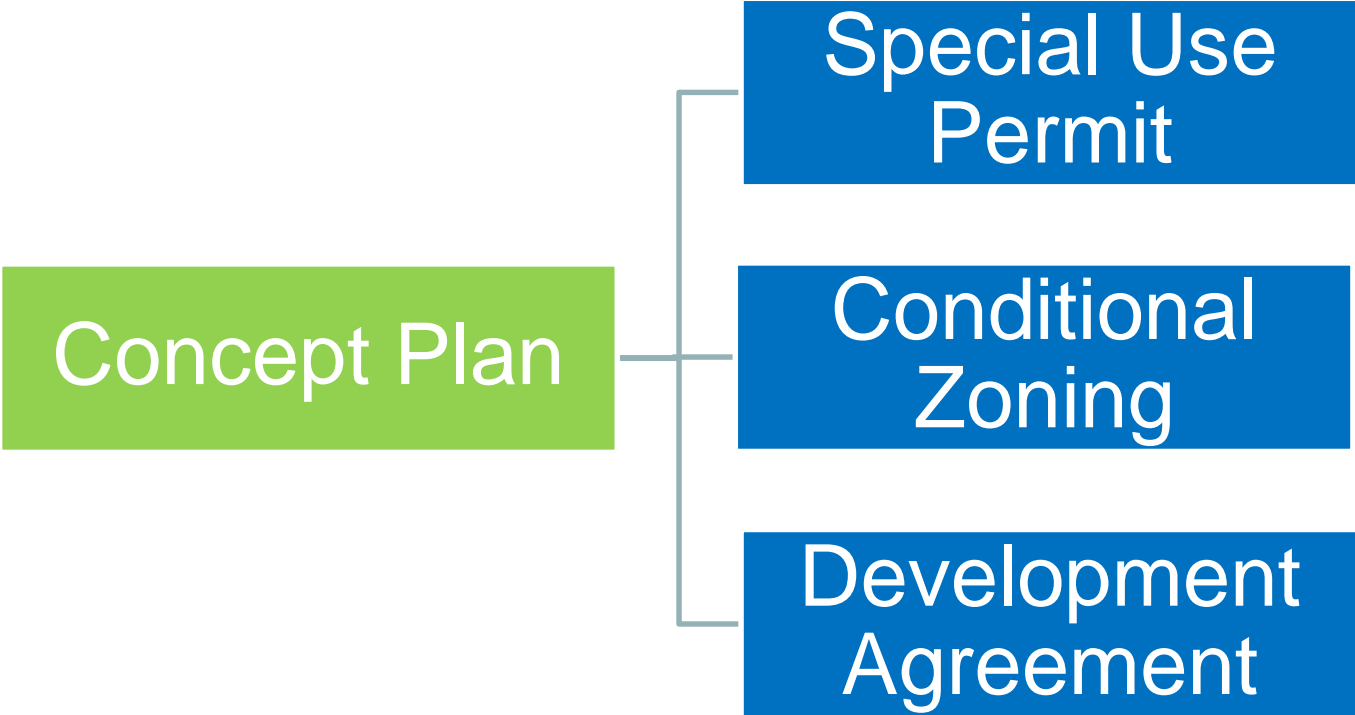 Concept Plan
Special Use
Permit
Conditional
Zoning
Development
Agreement